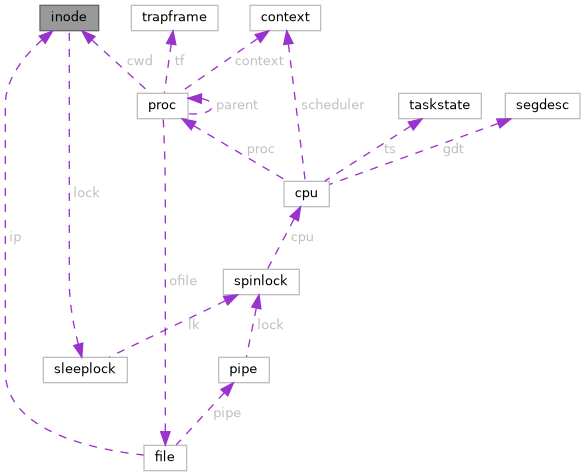 inode
trapframe
context
cwd
tf
context
proc
parent
scheduler
taskstate
segdesc
proc
ts
gdt
lock
cpu
ip
cpu
ofile
spinlock
lk
lock
sleeplock
pipe
pipe
file